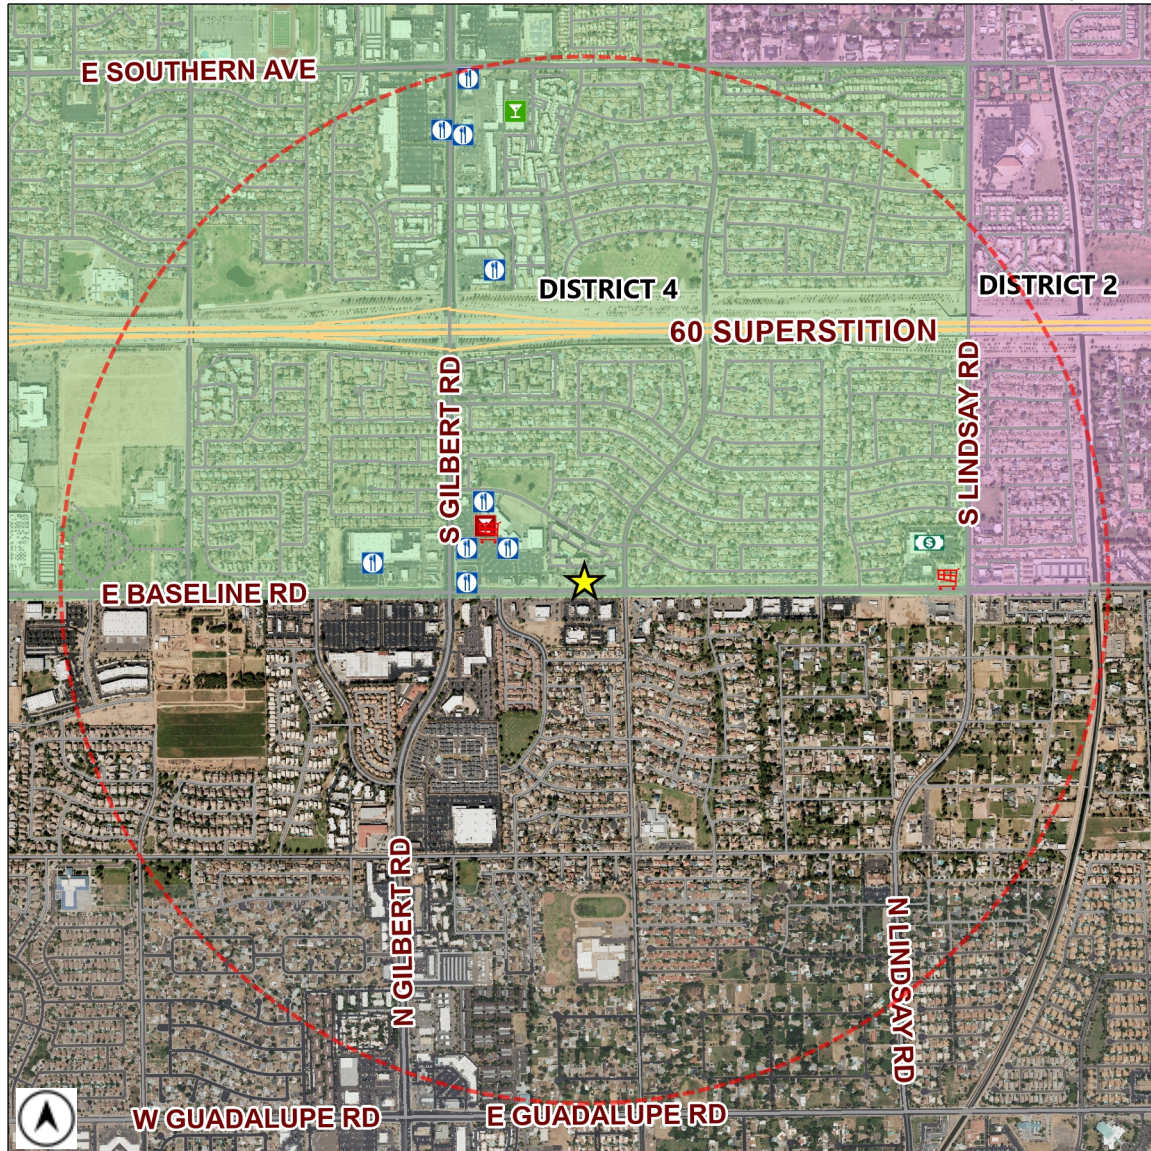 E SOUTHERN AVE
DISTRICT 4
DISTRICT 2
60 SUPERSTITION
S GILBERT RD
S LINDSAY RD
$
E BASELINE RD
N GILBERT RD
N LINDSAY RD
W GUADALUPE RD
E GUADALUPE RD